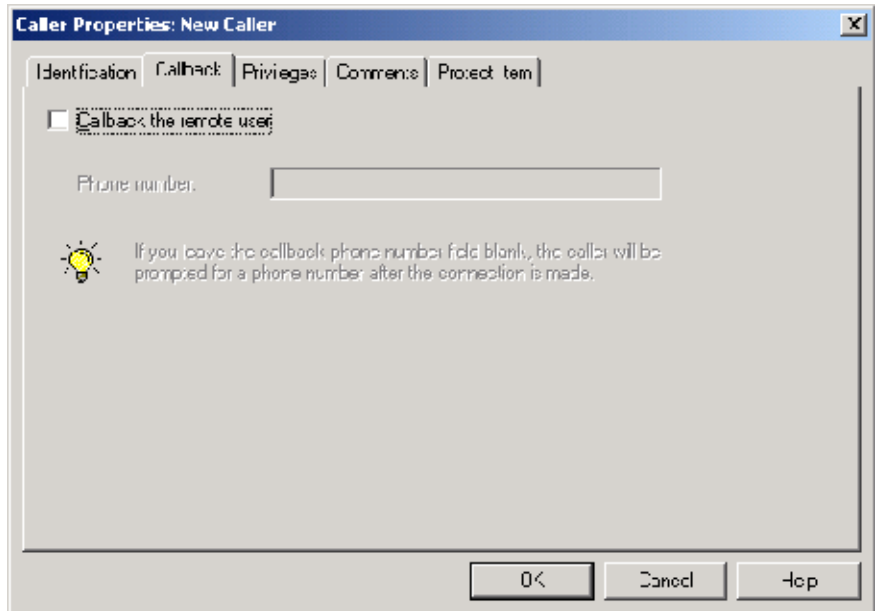 Caller Properties: New Caller
Identification
Callback
Privileges
Comments
Protect Item
Callback the remote user
Phone number:
If you leave the callback phone number field blank, the caller will be
prompted for a phone number after the connection is made.
OK
Cancel
Help